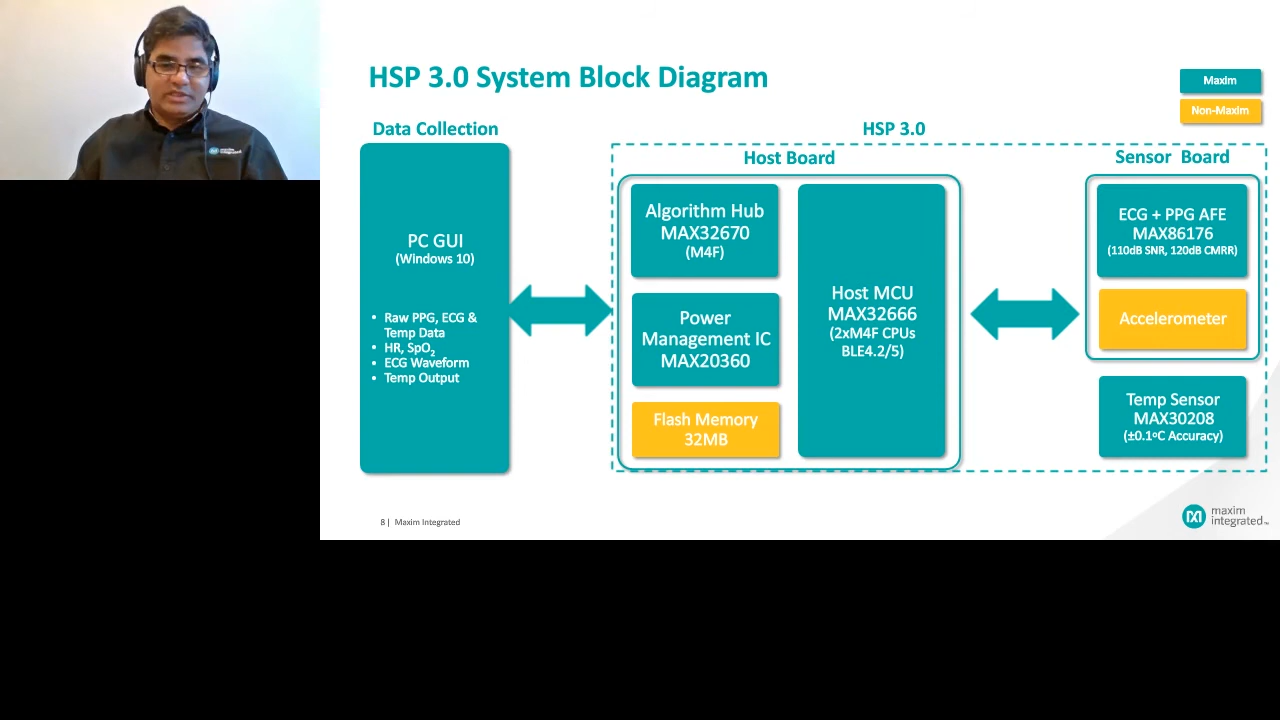 HSP 3.0 System Block Diagram
Maxim
Non-Maxim
Data Collection
HSP 3.0
Host Board
Sensor Board
PC GUI
(Windows 10)
• Raw PPG, ECG &
Temp Data
• HR, SpO₂
• ECG Waveform
• Temp Output
Algorithm Hub
MAX32670
(M4F)
Power
Management IC
MAX20360
Flash Memory
32MB
Host MCU
MAX32666
(2xM4F CPUs
BLE4.2/5)
ECG + PPG AFE
MAX86176
(110dB SNR, 120dB CMRR)
Accelerometer
Temp Sensor
MAX30208
(±0.1ºC Accuracy)
8 | Maxim Integrated
maxim
integrated™
maxim
integrated